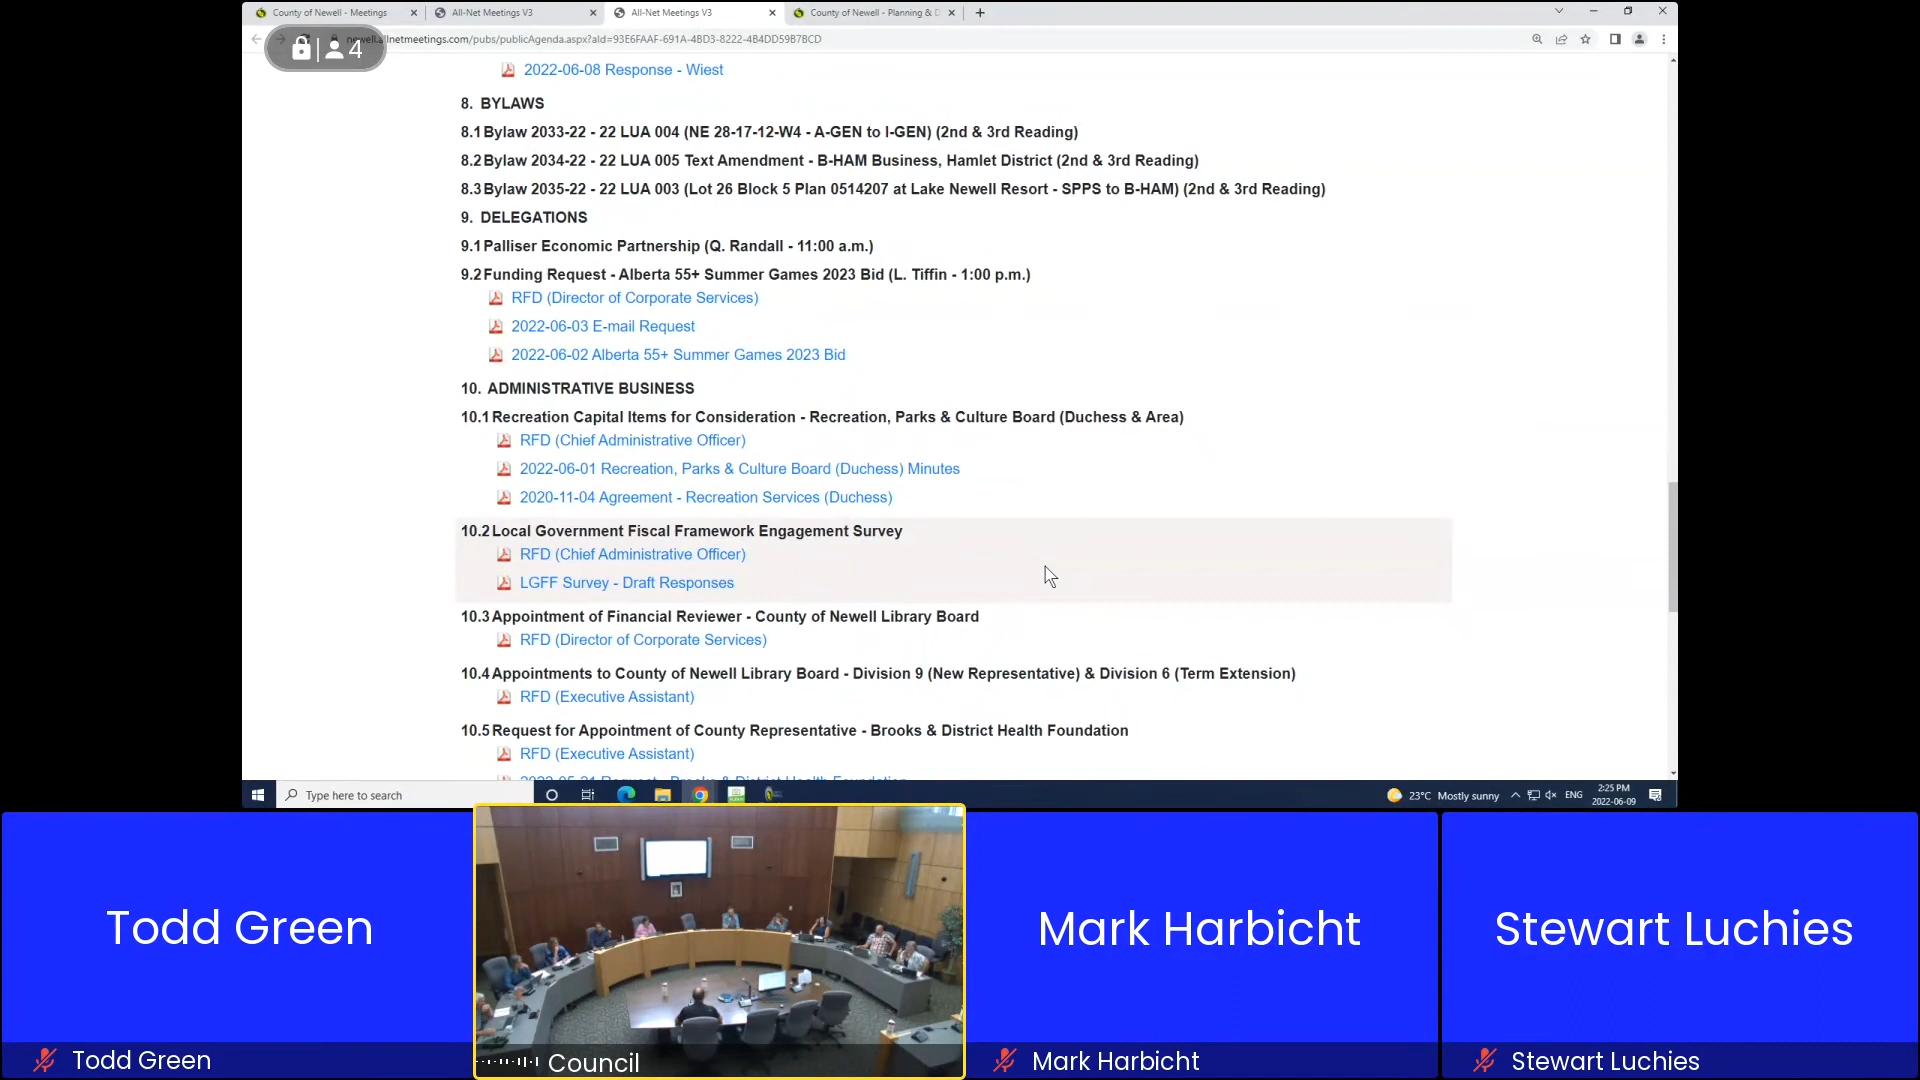 County of Newell - Meetings
All-Net Meetings V3
All-Net Meetings V3
County of Newell - Planning & D
4
netmeetings.com/pubs/publicAgenda.aspx?aId=93E6FAAF-691A-4BD3-8222-4B4DD59B7BCD
2022-06-08 Response - Wiest
8. BYLAWS
8.1 Bylaw 2033-22 - 22 LUA 004 (NE 28-17-12-W4 - A-GEN to I-GEN) (2nd & 3rd Reading)
8.2 Bylaw 2034-22 - 22 LUA 005 Text Amendment - B-HAM Business, Hamlet District (2nd & 3rd Reading)
8.3 Bylaw 2035-22 - 22 LUA 003 (Lot 26 Block 5 Plan 0514207 at Lake Newell Resort - SPPS to B-HAM) (2nd & 3rd Reading)
9. DELEGATIONS
9.1 Palliser Economic Partnership (Q. Randall - 11:00 a.m.)
9.2 Funding Request - Alberta 55+ Summer Games 2023 Bid (L. Tiffin - 1:00 p.m.)
RFD (Director of Corporate Services)
2022-06-03 E-mail Request
2022-06-02 Alberta 55+ Summer Games 2023 Bid
10. ADMINISTRATIVE BUSINESS
10.1 Recreation Capital Items for Consideration - Recreation, Parks & Culture Board (Duchess & Area)
RFD (Chief Administrative Officer)
2022-06-01 Recreation, Parks & Culture Board (Duchess) Minutes
2020-11-04 Agreement - Recreation Services (Duchess)
10.2 Local Government Fiscal Framework Engagement Survey
RFD (Chief Administrative Officer)
LGFF Survey - Draft Responses
10.3 Appointment of Financial Reviewer - County of Newell Library Board
RFD (Director of Corporate Services)
10.4 Appointments to County of Newell Library Board - Division 9 (New Representative) & Division 6 (Term Extension)
RFD (Executive Assistant)
10.5 Request for Appointment of County Representative - Brooks & District Health Foundation
RFD (Executive Assistant)
2022-05-31 Request - Brooks & District Health Foundation
Type here to search
23°C Mostly sunny
ENG
2:25 PM
2022-06-09
Todd Green
Mark Harbicht
Stewart Luchies
Todd Green
Council
Mark Harbicht
Stewart Luchies